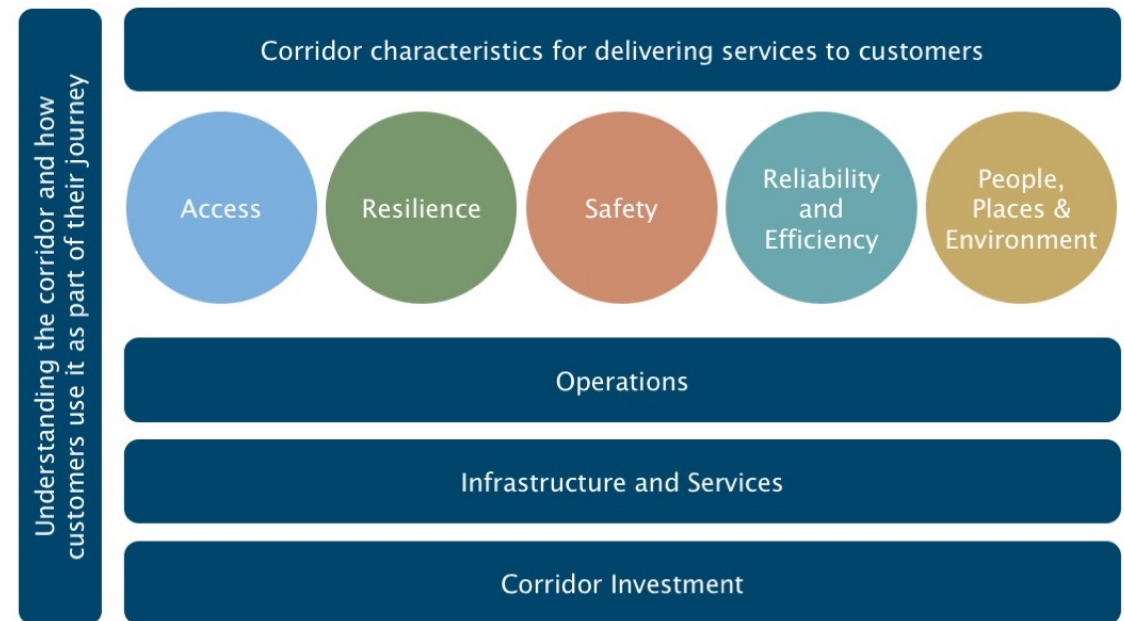 Understanding the corridor and how
customers use it as part of their journey
Corridor characteristics for delivering services to customers
Access
Resilience
Safety
Reliability
and
Efficiency
People,
Places &
Environment
Operations
Infrastructure and Services
Corridor Investment